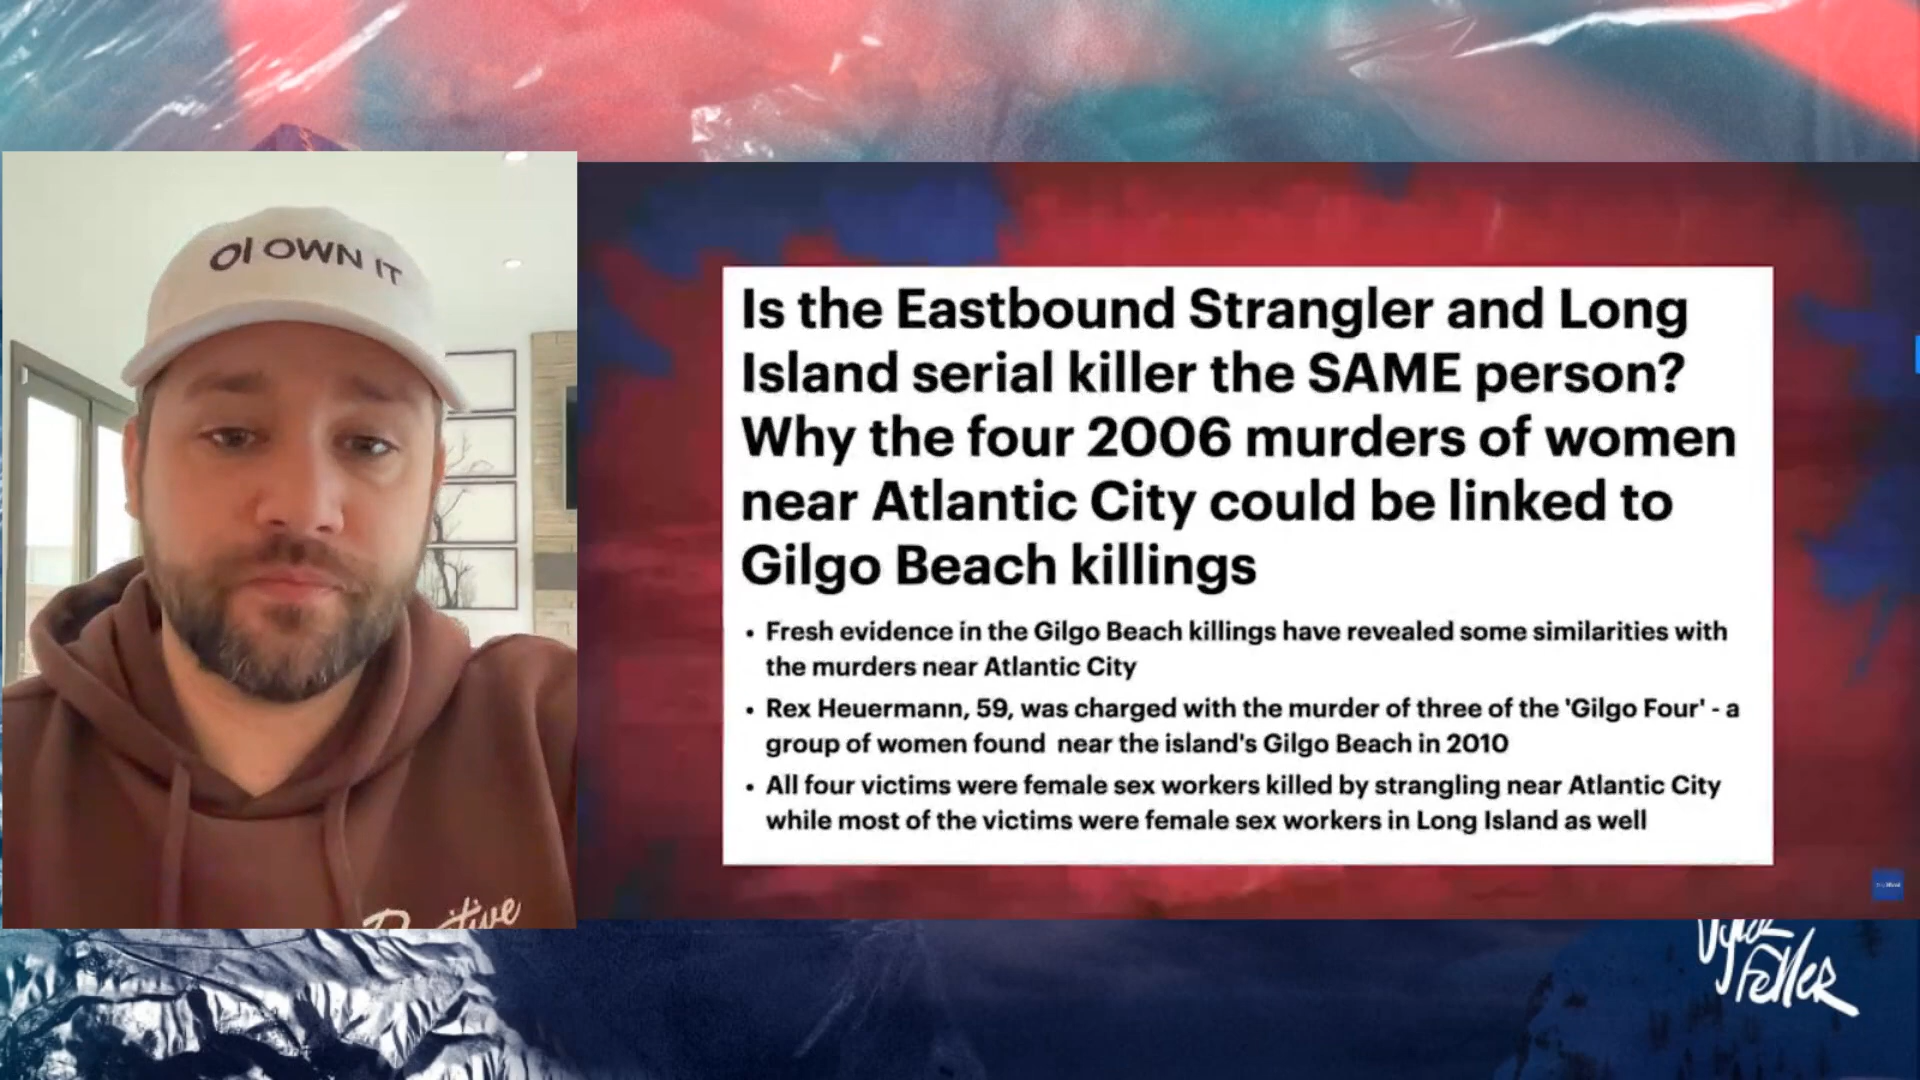 OI OWN IT
Positive
Is the Eastbound Strangler and Long
Island serial killer the SAME person?
Why the four 2006 murders of women
near Atlantic City could be linked to
Gilgo Beach killings
• Fresh evidence in the Gilgo Beach killings have revealed some similarities with
the murders near Atlantic City
• Rex Heuermann, 59, was charged with the murder of three of the 'Gilgo Four' - a
group of women found near the island's Gilgo Beach in 2010
• All four victims were female sex workers killed by strangling near Atlantic City
while most of the victims were female sex workers in Long Island as well